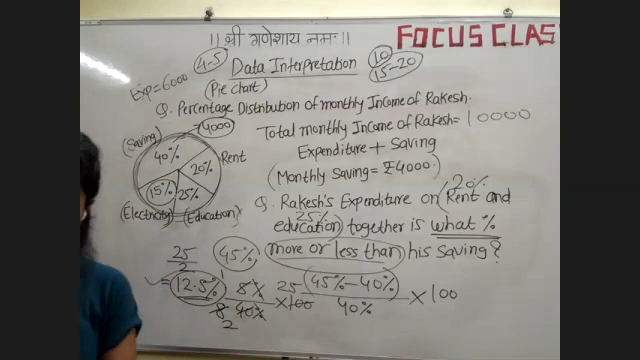 ।। श्री गणेशाय नमः ।।
FOCUS CLAS
Exp=6000
4-5
Data Interpretation
(Pie chart)
10
15-20
Q. Percentage Distribution of monthly Income of Rakesh.
Total monthly Income of Rakesh= 10000
Expenditure + Saving
(Monthly Saving = ₹4000)
(Saving)
₹4000
40%
20%
Rent
15%
25%
(Electricity)
(Education)
Q. Rakesh's Expenditure on (Rent and
20%
education) together is what %
25%
more or less than his Saving?
45%
25
2
= 12.5%
5%
40%
×100
25
8
2
1
45%-40%
40%
×100